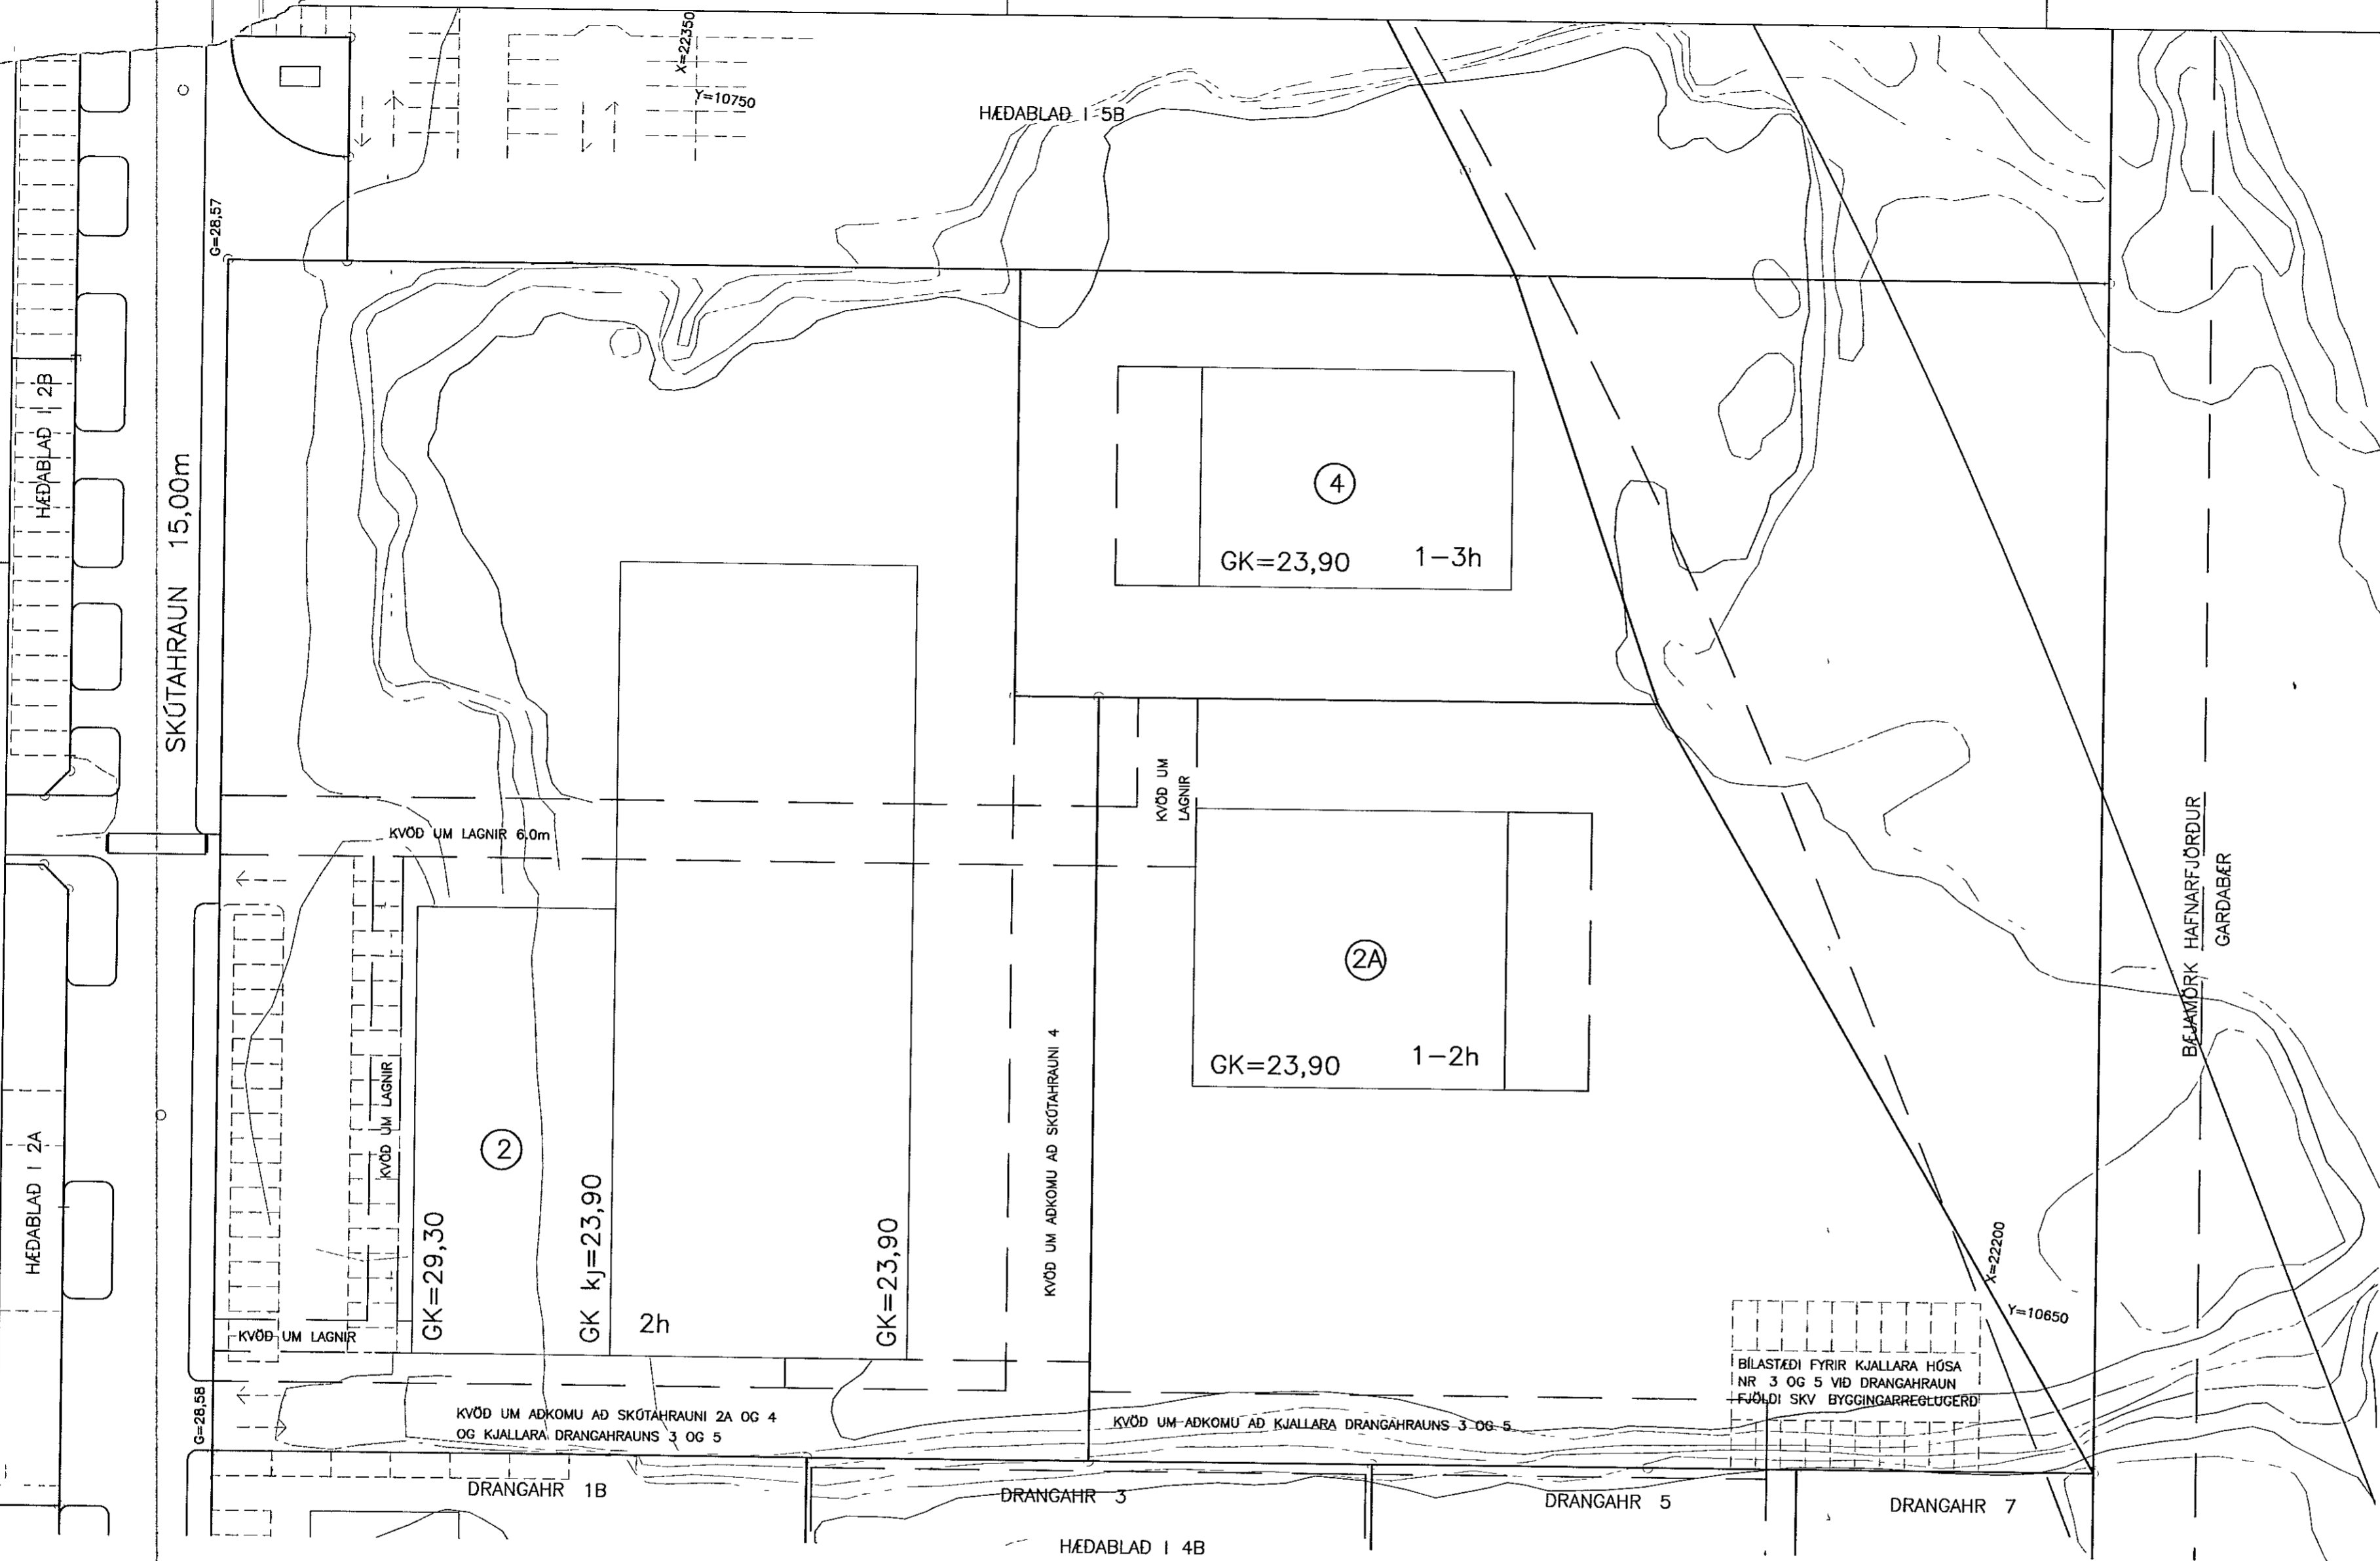 X=22350
Y=10750
HÆÐABLAÐ I 5B
G=28,57
HÆÐABLAÐ I 2B
SKÚTAHRAUN 15,00m
4
GK=23,90 1-3h
KVÖÐ UM
LAGNIR
KVÖÐ UM LAGNIR 6,0m
BÆJAMÖRK HAFNARFJÖRÐUR
GARÐABÆR
2A
GK=23,90 1-2h
KVÖÐ UM LAGNIR
2
HÆÐABLAÐ I 2A
GK=29,30
GK kj=23,90
2h
GK=23,90
KVÖÐ UM AÐKOMU AÐ SKÚTAHRAUNI 4
X=22200
Y=10650
KVÖÐ UM LAGNIR
BÍLASTÆÐI FYRIR KJALLARA HÚSA
NR 3 OG 5 VIÐ DRANGAHRAUN
FJÖLDI SKV BYGGINGARREGLUGERÐ
G=28,58
KVÖÐ UM AÐKOMU AÐ SKÚTAHRAUNI 2A OG 4
OG KJALLARA DRANGAHRAUNS 3 OG 5
KVÖÐ UM AÐKOMU AÐ KJALLARA DRANGAHRAUNS 3 OG 5
DRANGAHR 1B
DRANGAHR 3
DRANGAHR 5
DRANGAHR 7
HÆÐABLAÐ I 4B